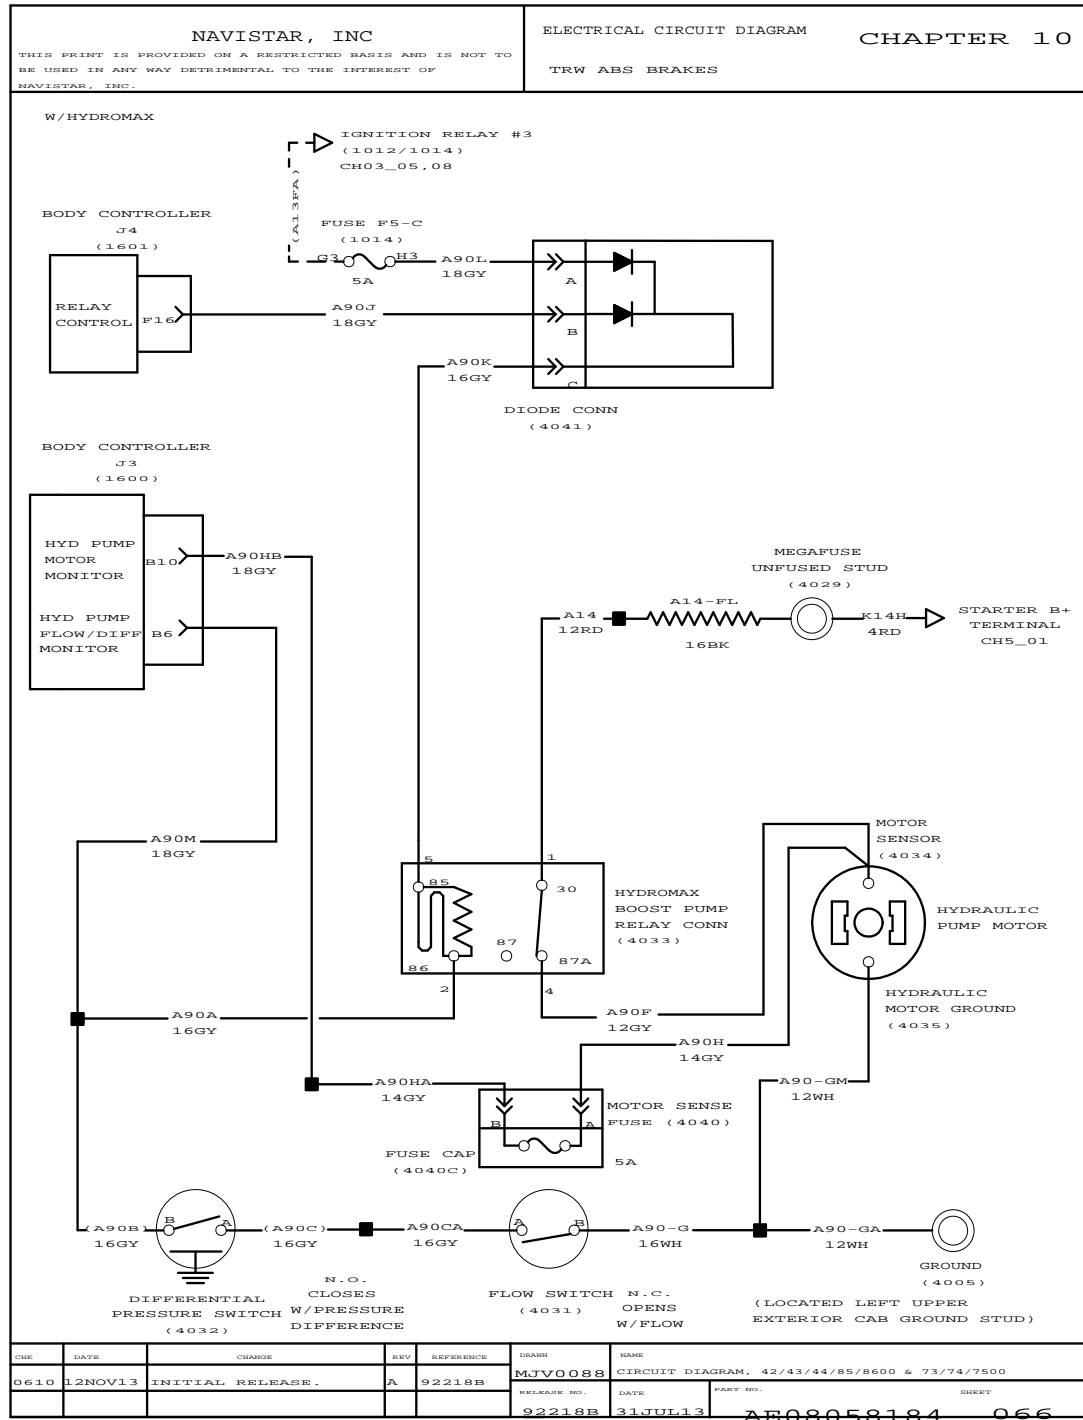 NAVISTAR, INC
THIS PRINT IS PROVIDED ON A RESTRICTED BASIS AND IS NOT TO
BE USED IN ANY WAY DETRIMENTAL TO THE INTEREST OF
NAVISTAR, INC.
ELECTRICAL CIRCUIT DIAGRAM
TRW ABS BRAKES
CHAPTER 10
W/HYDROMAX
IGNITION RELAY #3
(1012/1014)
CH03_05,08
(A13FA)
BODY CONTROLLER
J4
(1601)
FUSE F5-C
(1014)
G3
H3
5A
A90L
18GY
A
RELAY
CONTROL
F16
A90J
18GY
B
A90K
16GY
C
DIODE CONN
(4041)
BODY CONTROLLER
J3
(1600)
HYD PUMP
MOTOR
MONITOR
B10
A90HB
18GY
HYD PUMP
FLOW/DIFF
MONITOR
B6
MEGAFUSE
UNFUSED STUD
(4029)
A14
12RD
A14-FL
16BK
K14H
4RD
STARTER B+
TERMINAL
CH5_01
A90M
18GY
MOTOR
SENSOR
(4034)
5
1
85
30
87
86
87A
2
4
HYDROMAX
BOOST PUMP
RELAY CONN
(4033)
HYDRAULIC
PUMP MOTOR
HYDRAULIC
MOTOR GROUND
(4035)
A90A
16GY
A90F
12GY
A90H
14GY
A90HA
14GY
A90-GM
12WH
B
A
MOTOR SENSE
FUSE (4040)
FUSE CAP
(4040C)
5A
(A90B)
16GY
B
A
(A90C)
16GY
A90CA
16GY
A
B
A90-G
16WH
A90-GA
12WH
GROUND
(4005)
DIFFERENTIAL
PRESSURE SWITCH
(4032)
N.O.
CLOSES
W/PRESSURE
DIFFERENCE
FLOW SWITCH
(4031)
N.C.
OPENS
W/FLOW
(LOCATED LEFT UPPER
EXTERIOR CAB GROUND STUD)
CHK
DATE
CHANGE
REV
REFERENCE
DRAWN
NAME
0610
12NOV13
INITIAL RELEASE.
A
92218B
MJV0088
CIRCUIT DIAGRAM, 42/43/44/85/8600 & 73/74/7500
RELEASE NO.
DATE
PART NO.
SHEET
92218B
31JUL13
AE08058184
066